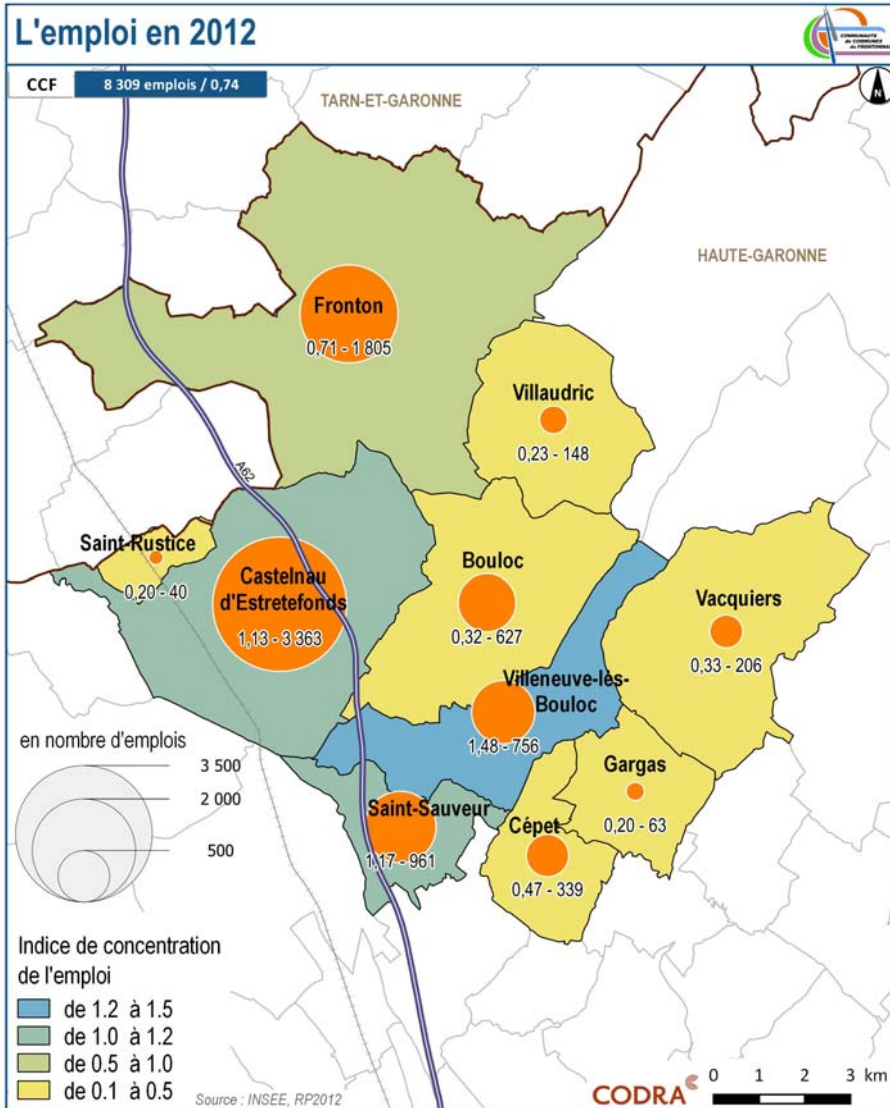 L'emploi en 2012
COMMUNAUTÉ
de COMMUNES
du FRONTONNAIS
CCF
8 309 emplois / 0,74
TARN-ET-GARONNE
N
HAUTE-GARONNE
Fronton
0,71 - 1 805
Villaudric
0,23 - 148
A62
Saint-Rustice
0,20 - 40
Castelnau
d'Estretefonds
1,13 - 3 363
Bouloc
0,32 - 627
Vacquiers
0,33 - 206
Villeneuve-lès-
Bouloc
1,48 - 756
Gargas
0,20 - 63
Saint-Sauveur
1,17 - 961
Cépet
0,47 - 339
en nombre d'emplois
3 500
2 000
500
Indice de concentration
de l'emploi
de 1.2 à 1.5
de 1.0 à 1.2
de 0.5 à 1.0
de 0.1 à 0.5
Source : INSEE, RP2012
CODRA
0 1 2 3 km